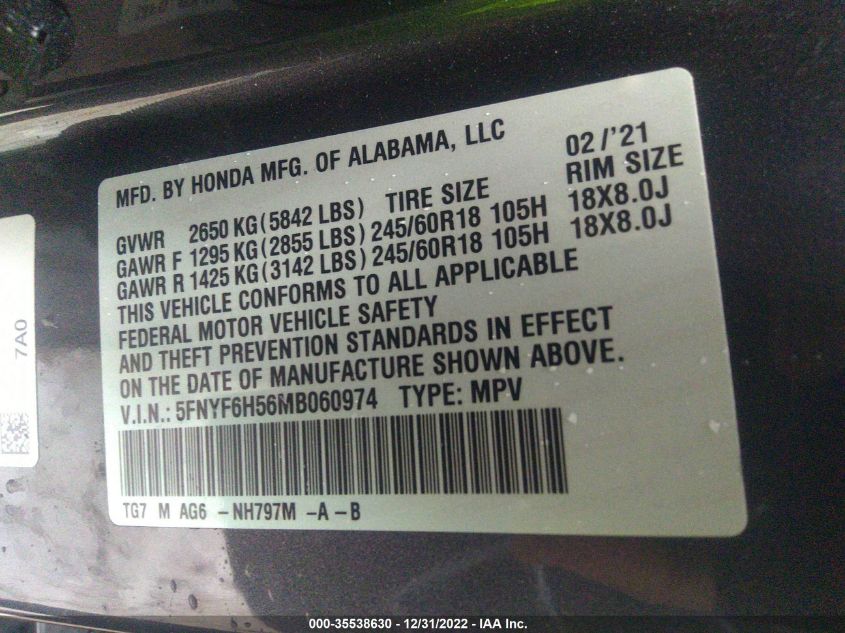 MFD. BY HONDA MFG. OF ALABAMA, LLC 02/'21
GVWR 2650 KG (5842 LBS) TIRE SIZE RIM SIZE
GAWR F 1295 KG (2855 LBS) 245/60R18 105H 18X8.0J
GAWR R 1425 KG (3142 LBS) 245/60R18 105H 18X8.0J
THIS VEHICLE CONFORMS TO ALL APPLICABLE
FEDERAL MOTOR VEHICLE SAFETY
AND THEFT PREVENTION STANDARDS IN EFFECT
ON THE DATE OF MANUFACTURE SHOWN ABOVE.
V.I.N.: 5FNYF6H56MB060974 TYPE: MPV
TG7 M AG6 -NH797M -A -B
7A0
000-35538630 - 12/31/2022 - IAA Inc.